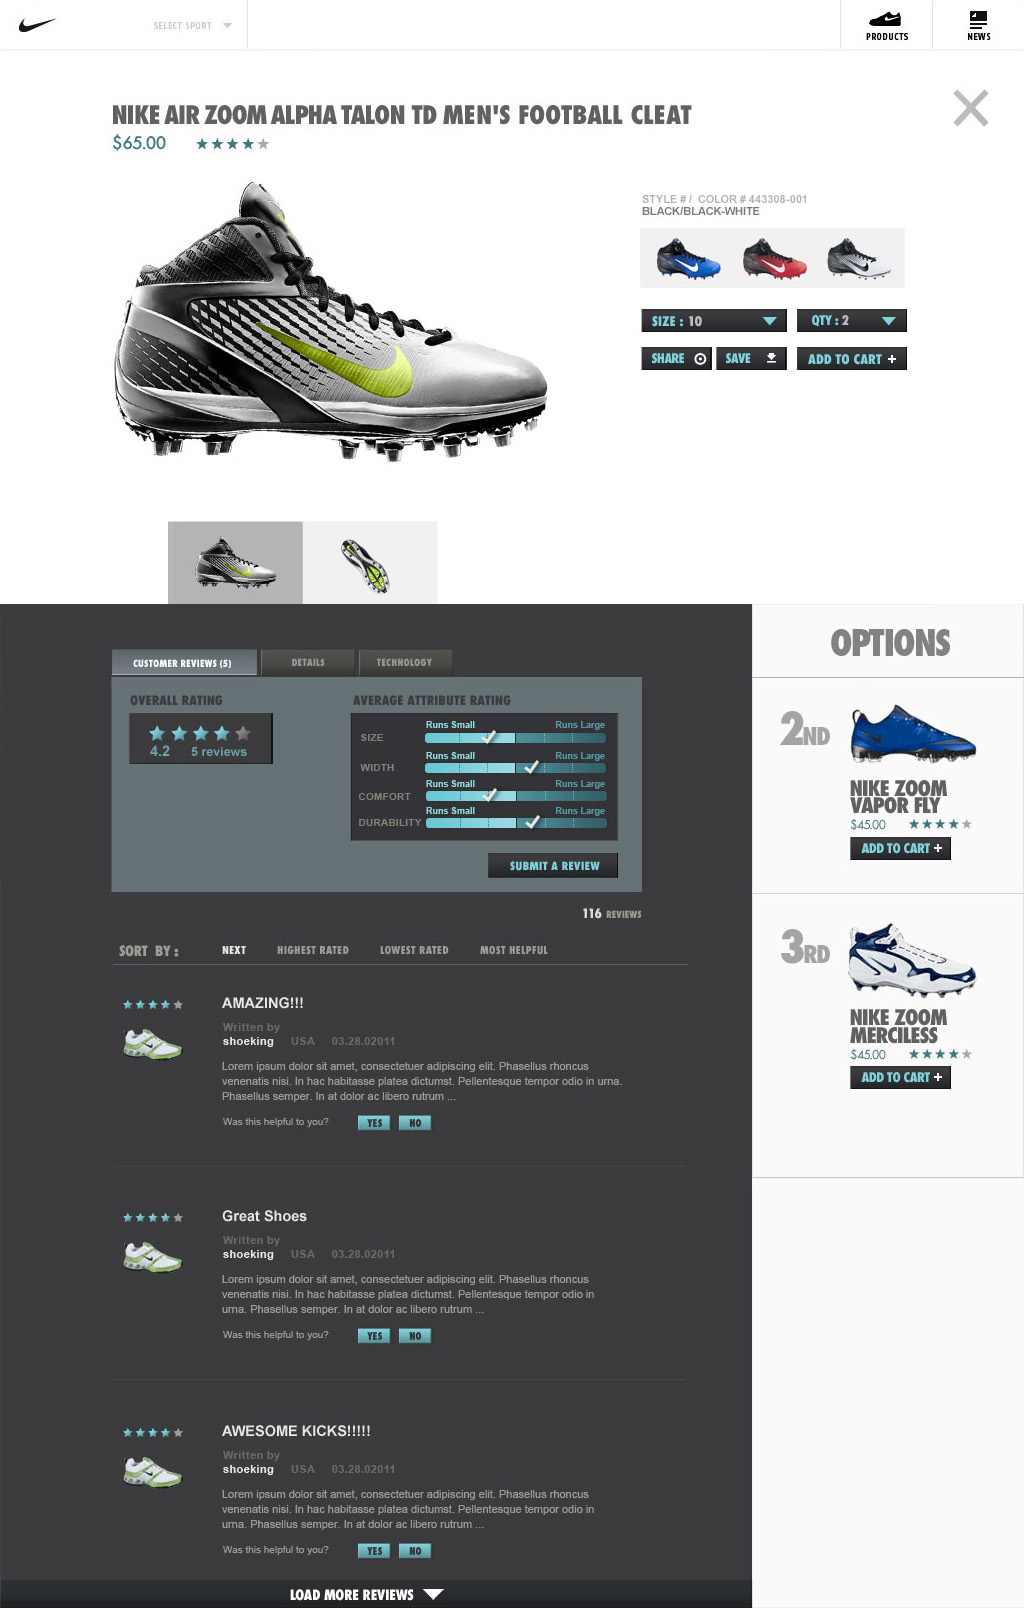 SELECT SPORT
PRODUCTS
NEWS
NIKE AIR ZOOM ALPHA TALON TD MEN'S FOOTBALL CLEAT
$65.00
STYLE # / COLOR # 443308-001
BLACK/BLACK-WHITE
SIZE : 10
QTY : 2
SHARE
SAVE
ADD TO CART +
CUSTOMER REVIEWS (5)
DETAILS
TECHNOLOGY
OVERALL RATING
4.2 5 reviews
AVERAGE ATTRIBUTE RATING
Runs Small Runs Large
SIZE
Runs Small Runs Large
WIDTH
Runs Small Runs Large
COMFORT
Runs Small Runs Large
DURABILITY
SUBMIT A REVIEW
116 REVIEWS
SORT BY : NEXT HIGHEST RATED LOWEST RATED MOST HELPFUL
AMAZING!!!
Written by
shoeking USA 03.28.02011
Lorem ipsum dolor sit amet, consectetuer adipiscing elit. Phasellus rhoncus
venenatis nisi. In hac habitasse platea dictumst. Pellentesque tempor odio in urna.
Phasellus semper. In at dolor ac libero rutrum ...
Was this helpful to you? YES NO
Great Shoes
Written by
shoeking USA 03.28.02011
Lorem ipsum dolor sit amet, consectetuer adipiscing elit. Phasellus rhoncus
venenatis nisi. In hac habitasse platea dictumst. Pellentesque tempor odio in
urna. Phasellus semper. In at dolor ac libero rutrum ...
Was this helpful to you? YES NO
AWESOME KICKS!!!!!
Written by
shoeking USA 03.28.02011
Lorem ipsum dolor sit amet, consectetuer adipiscing elit. Phasellus rhoncus
venenatis nisi. In hac habitasse platea dictumst. Pellentesque tempor odio in
urna. Phasellus semper. In at dolor ac libero rutrum ...
Was this helpful to you? YES NO
LOAD MORE REVIEWS
OPTIONS
2ND
NIKE ZOOM
VAPOR FLY
$45.00
ADD TO CART +
3RD
NIKE ZOOM
MERCILESS
$45.00
ADD TO CART +